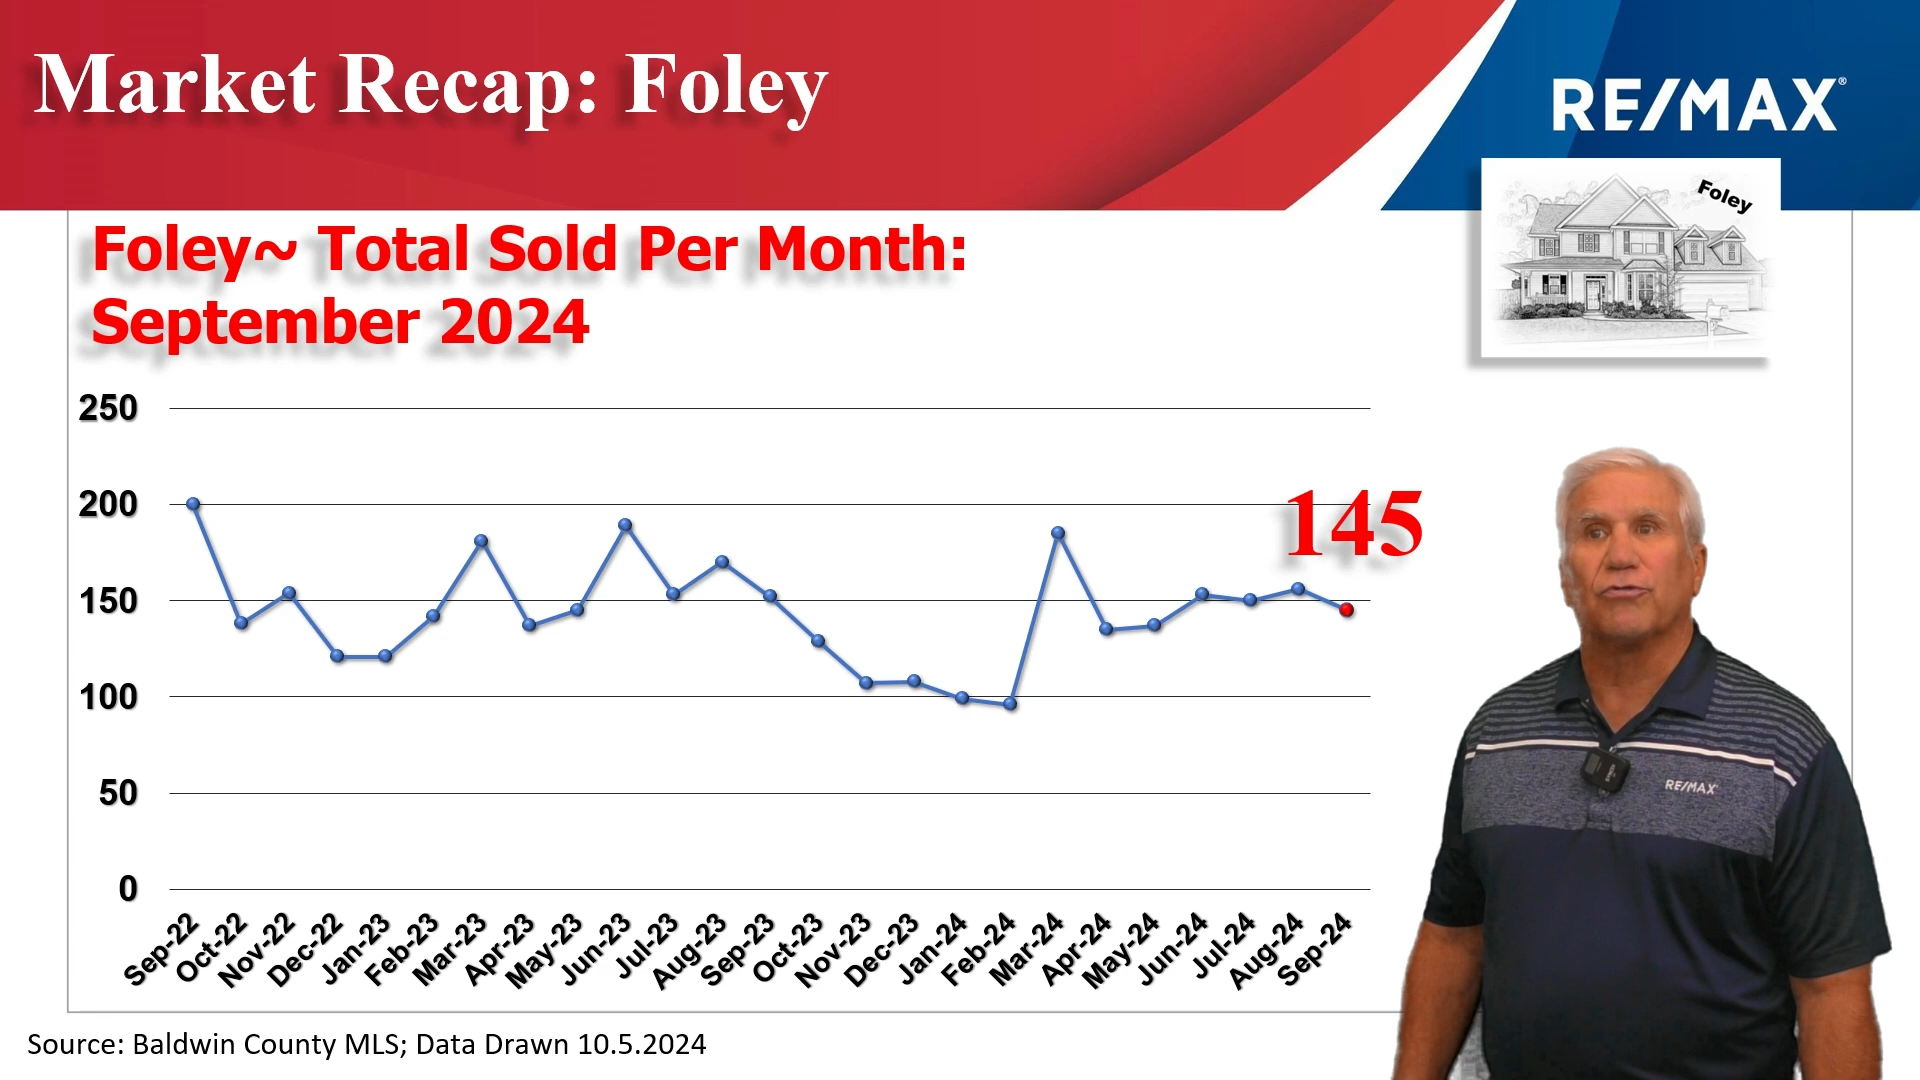 Market Recap: Foley
RE/MAX®
Foley
Foley~ Total Sold Per Month:
September 2024
250
200
150
100
50
0
145
Sep-22
Oct-22
Nov-22
Dec-22
Jan-23
Feb-23
Mar-23
Apr-23
May-23
Jun-23
Jul-23
Aug-23
Sep-23
Oct-23
Nov-23
Dec-23
Jan-24
Feb-24
Mar-24
Apr-24
May-24
Jun-24
Jul-24
Aug-24
Sep-24
RE/MAX
Source: Baldwin County MLS; Data Drawn 10.5.2024